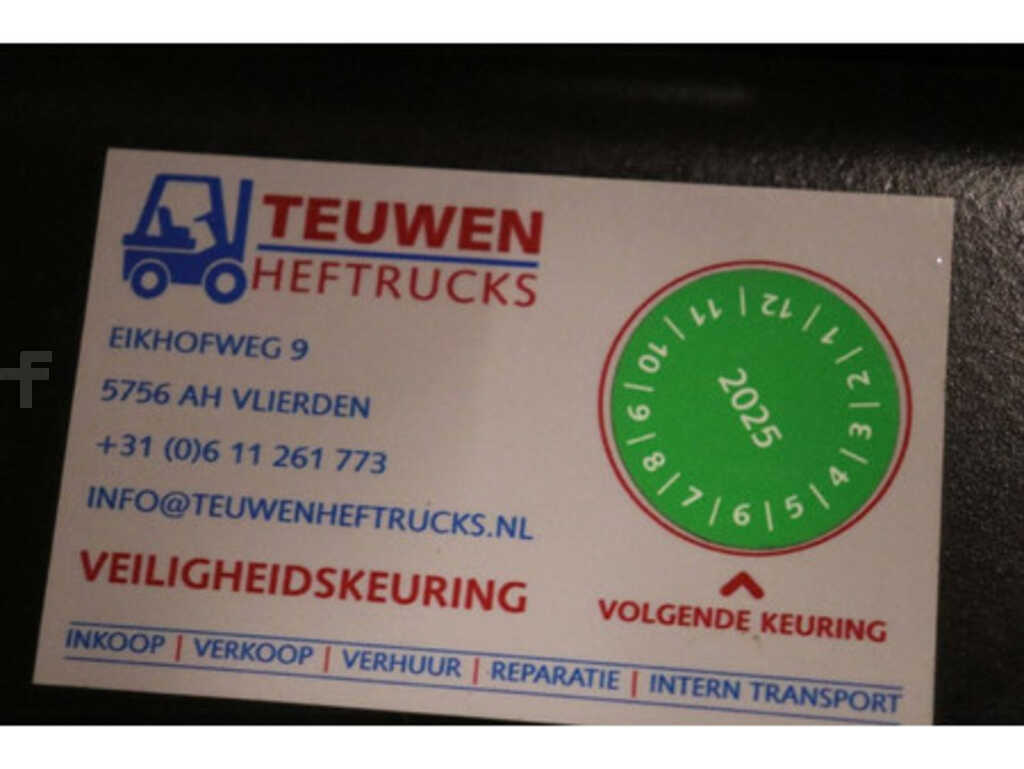 TEUWEN
HEFTRUCKS
EIKHOFWEG 9
5756 AH VLIERDEN
+31 (0)6 11 261 773
INFO@TEUWENHEFTRUCKS.NL
VEILIGHEIDSKEURING
1 | 2 | 3 | 4 | 5 | 6 | 7 | 8 | 9 | 10 | 11 | 12 |
2025
VOLGENDE KEURING
INKOOP | VERKOOP | VERHUUR | REPARATIE | INTERN TRANSPORT
f